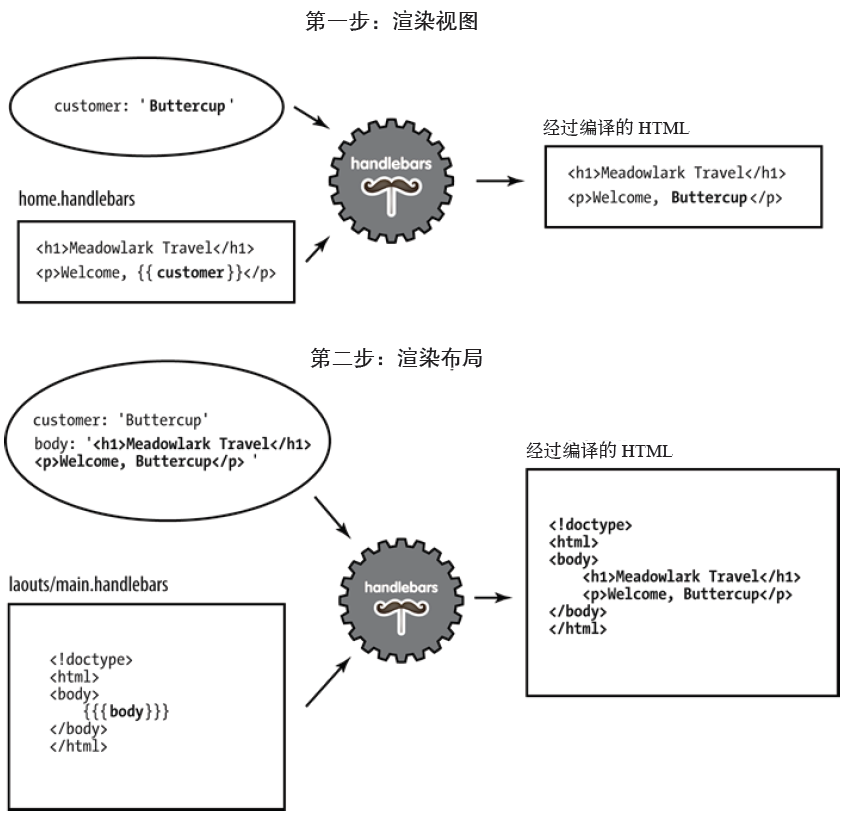 第一步：渲染视图
customer: 'Buttercup'
home.handlebars
<h1>Meadowlark Travel</h1>
<p>Welcome, {{customer}}</p>
handlebars
经过编译的 HTML
<h1>Meadowlark Travel</h1>
<p>Welcome, Buttercup</p>
第二步：渲染布局
customer: 'Buttercup'
body: '<h1>Meadowlark Travel</h1>
<p>Welcome, Buttercup</p> '
laouts/main.handlebars
<!doctype>
<html>
<body>
{{{body}}}
</body>
</html>
handlebars
经过编译的 HTML
<!doctype>
<html>
<body>
<h1>Meadowlark Travel</h1>
<p>Welcome, Buttercup</p>
</body>
</html>